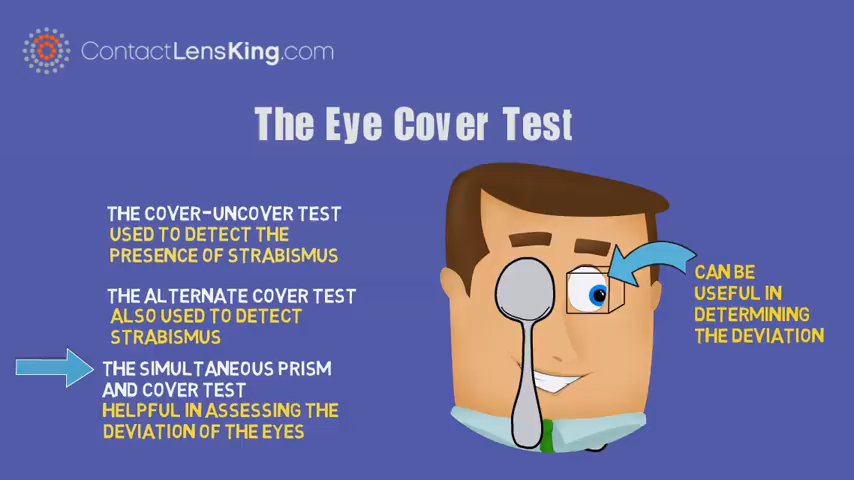 ContactLensKing.com
The Eye Cover Test
THE COVER-UNCOVER TEST
USED TO DETECT THE
PRESENCE OF STRABISMUS
THE ALTERNATE COVER TEST
ALSO USED TO DETECT
STRABISMUS
THE SIMULTANEOUS PRISM
AND COVER TEST
HELPFUL IN ASSESSING THE
DEVIATION OF THE EYES
CAN BE
USEFUL IN
DETERMINING
THE DEVIATION